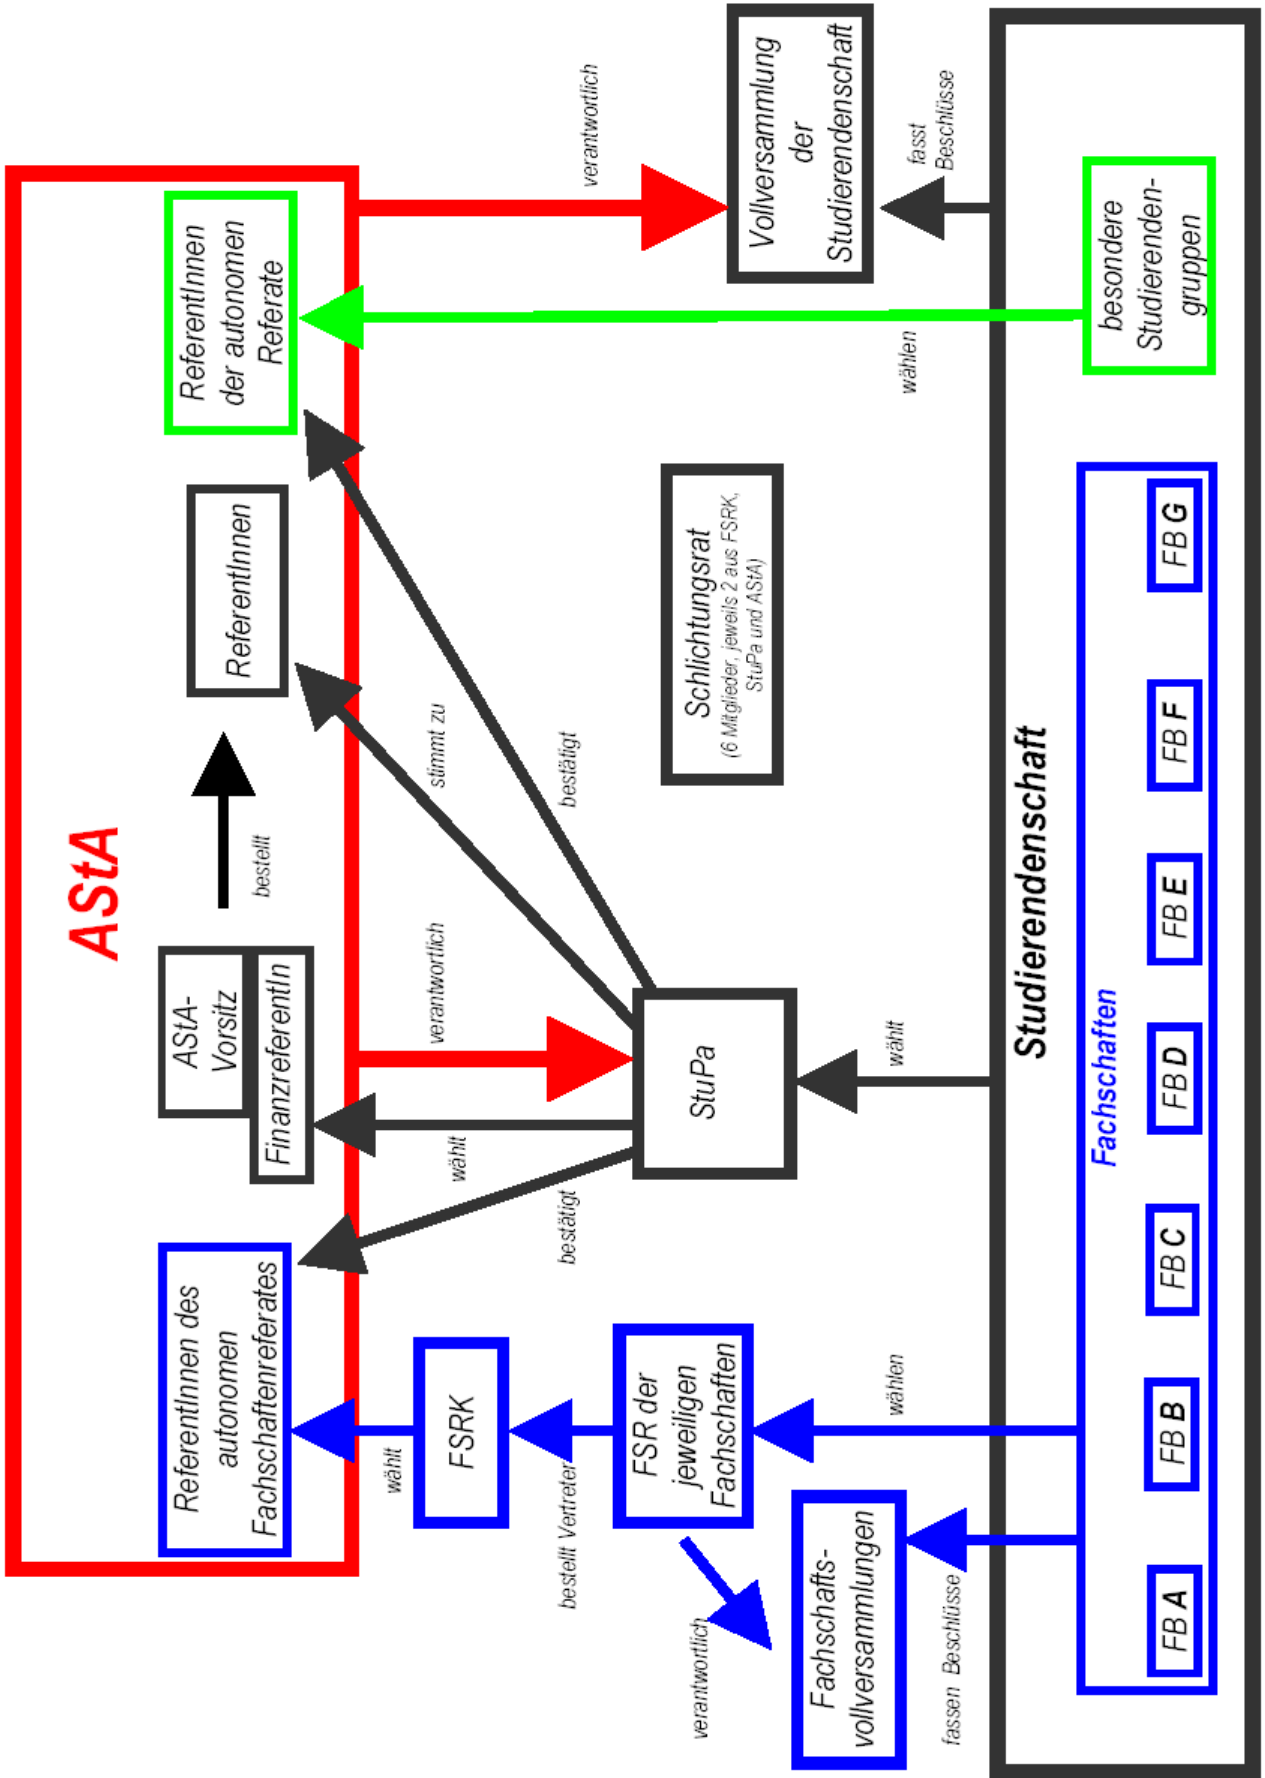 AStA
ReferentInnen des
autonomen
Fachschaftenreferates
AStA-
Vorsitz
FinanzreferentIn
bestellt
ReferentInnen
ReferentInnen
der autonomen
Referate
wählt
FSRK
bestellt Vertreter
FSR der
jeweiligen
Fachschaften
verantwortlich
Fachschafts-
vollversammlungen
fassen Beschlüsse
wählen
bestätigt
wählt
verantwortlich
stimmt zu
bestätigt
StuPa
wählt
Schlichtungsrat
(6 Mitglieder, jeweils 2 aus FSRK,
StuPa und AStA)
verantwortlich
Vollversammlung
der
Studierendenschaft
fasst
Beschlüsse
wählen
Studierendenschaft
Fachschaften
FB A
FB B
FB C
FB D
FB E
FB F
FB G
besondere
Studierenden-
gruppen